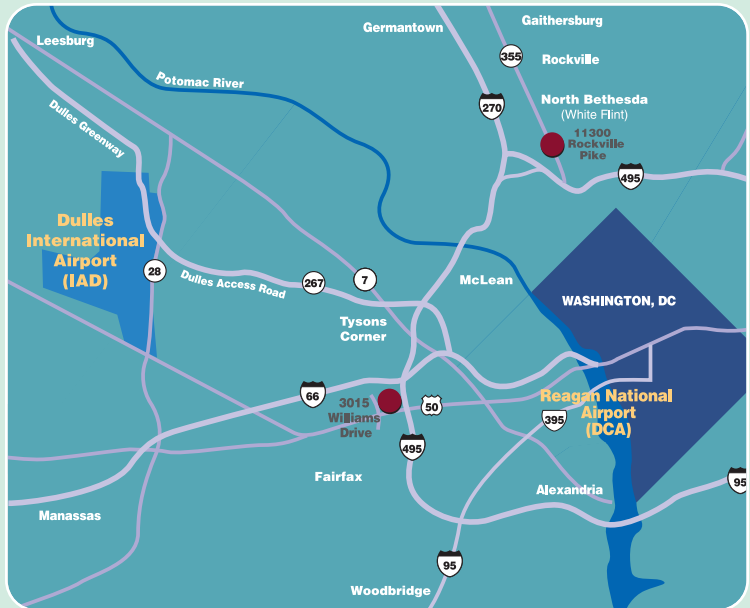 Gaithersburg
Germantown
Leesburg
355
Rockville
Potomac River
North Bethesda
(White Flint)
270
Dulles Greenway
11300
Rockville
Pike
495
Dulles
International
Airport
(IAD)
28
Dulles Access Road
267
7
McLean
WASHINGTON, DC
Tysons
Corner
66
3015
Williams
Drive
50
Reagan National
Airport
(DCA)
395
495
Fairfax
Alexandria
95
Manassas
95
Woodbridge